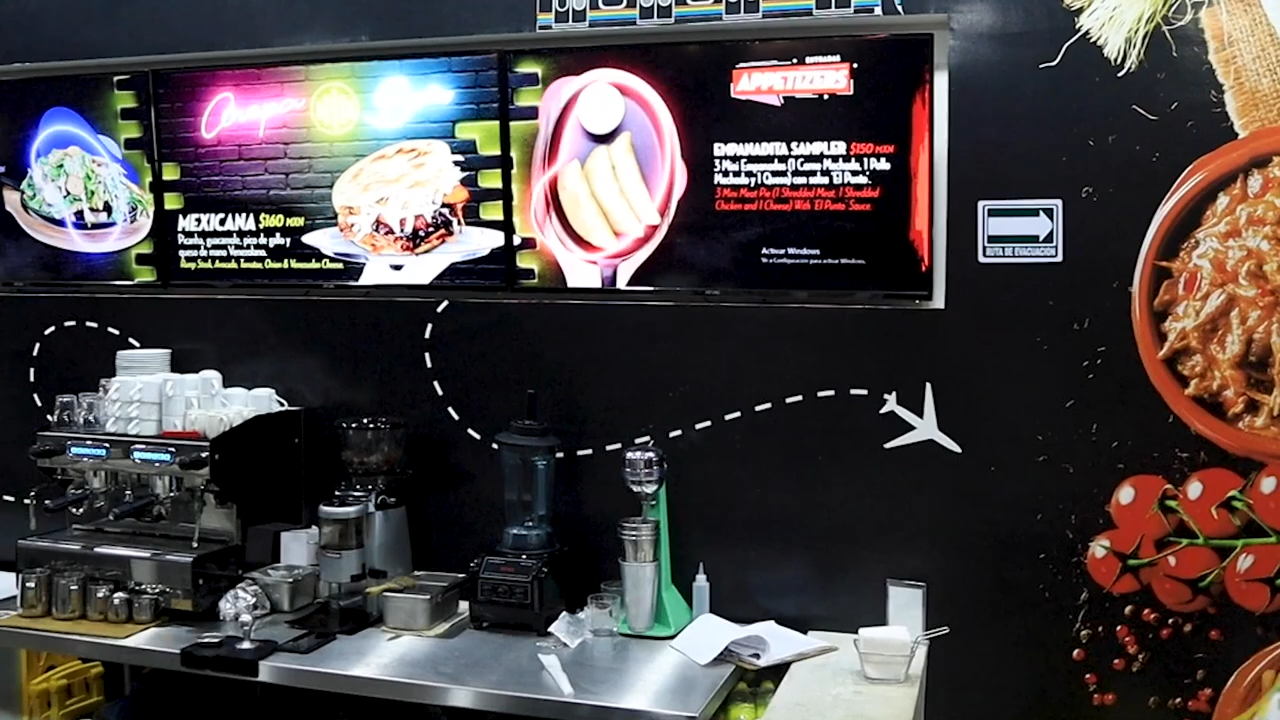 MEXICANA $160 MXN
Picanha, guacamole, pico de gallo y
queso de mano Venezolano.
Rump Steak, Avocado, Tomatoes, Onion & Venezuelan Cheese.
ENTRADAS
APPETIZERS
EMPANADITA SAMPLER $150 MXN
3 Mini Empanadas (1 Carne Mechada, 1 Pollo
Mechado y 1 Queso) con salsa "El Punto".
3 Mini Meat Pie (1 Shredded Meat, 1 Shredded
Chicken and 1 Cheese) With "El Punto" Sauce.
Activar Windows
Ve a Configuración para activar Windows.
RUTA DE EVACUACIÓN